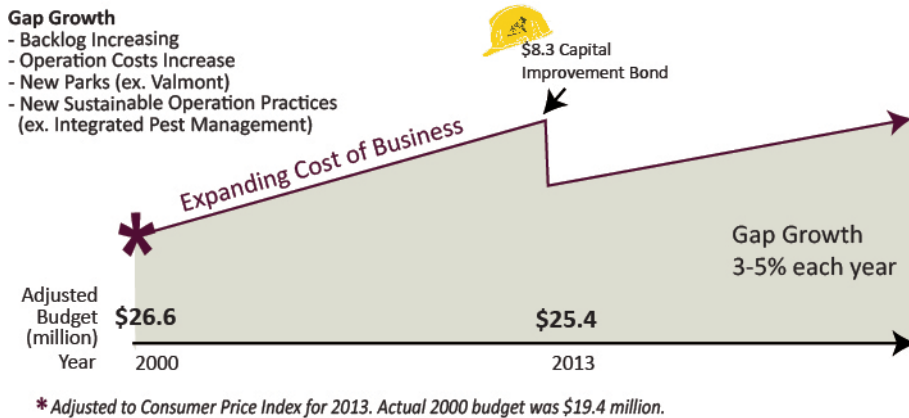 Gap Growth
- Backlog Increasing
- Operation Costs Increase
- New Parks (ex. Valmont)
- New Sustainable Operation Practices
(ex. Integrated Pest Management)
$8.3 Capital
Improvement Bond
Expanding Cost of Business
*
Gap Growth
3-5% each year
Adjusted
Budget
(million)
$26.6
$25.4
Year
2000
2013
* Adjusted to Consumer Price Index for 2013. Actual 2000 budget was $19.4 million.